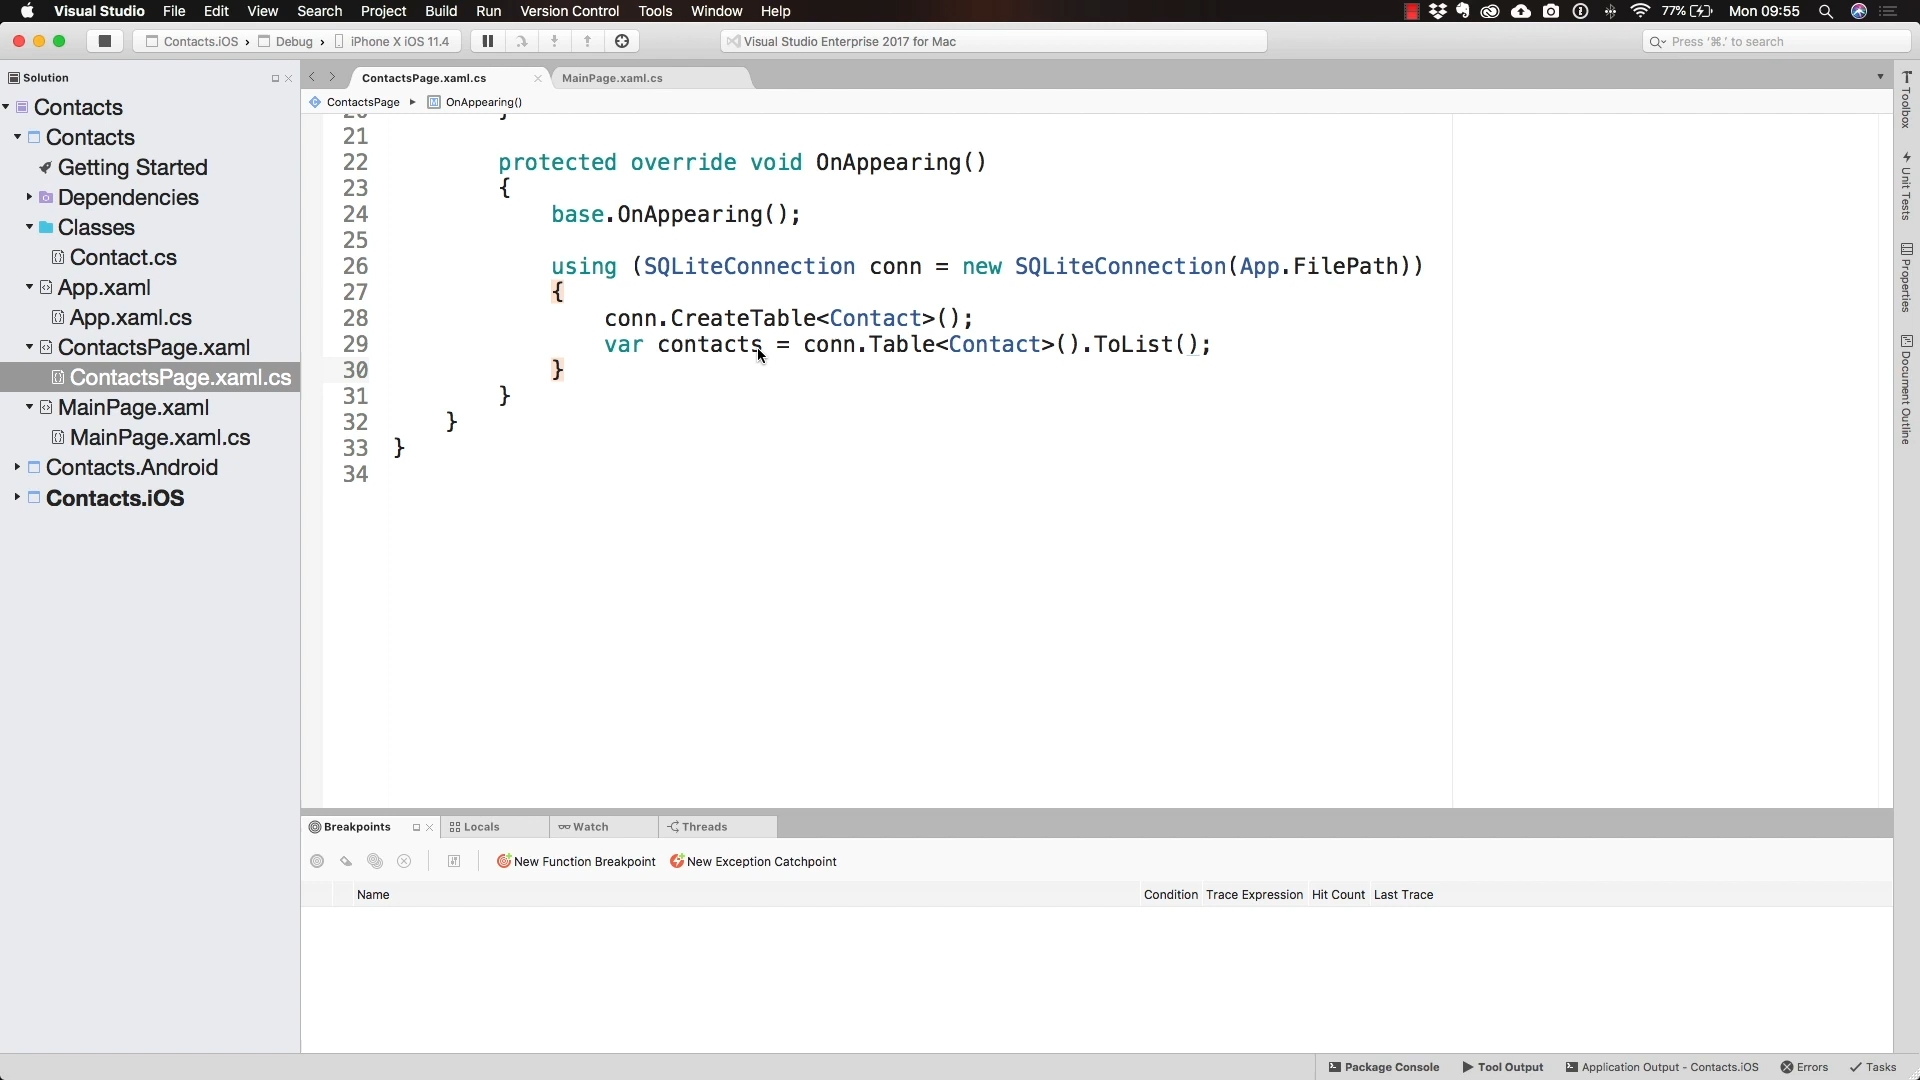 Visual Studio File Edit View Search Project Build Run Version Control Tools Window Help 77% Mon 09:55
Contacts.iOS › Debug › iPhone X iOS 11.4 Visual Studio Enterprise 2017 for Mac Press '⌘.' to search
Solution
Contacts
Contacts
Getting Started
Dependencies
Classes
Contact.cs
App.xaml
App.xaml.cs
ContactsPage.xaml
ContactsPage.xaml.cs
MainPage.xaml
MainPage.xaml.cs
Contacts.Android
Contacts.iOS
ContactsPage.xaml.cs MainPage.xaml.cs
ContactsPage ▸ OnAppearing()
21
22 protected override void OnAppearing()
23 {
24 base.OnAppearing();
25
26 using (SQLiteConnection conn = new SQLiteConnection(App.FilePath))
27 {
28 conn.CreateTable<Contact>();
29 var contacts = conn.Table<Contact>().ToList();
30 }
31 }
32 }
33 }
34
Toolbox
Unit Tests
Properties
Document Outline
Breakpoints Locals Watch Threads
New Function Breakpoint New Exception Catchpoint
Name Condition Trace Expression Hit Count Last Trace
Package Console Tool Output Application Output - Contacts.iOS Errors Tasks